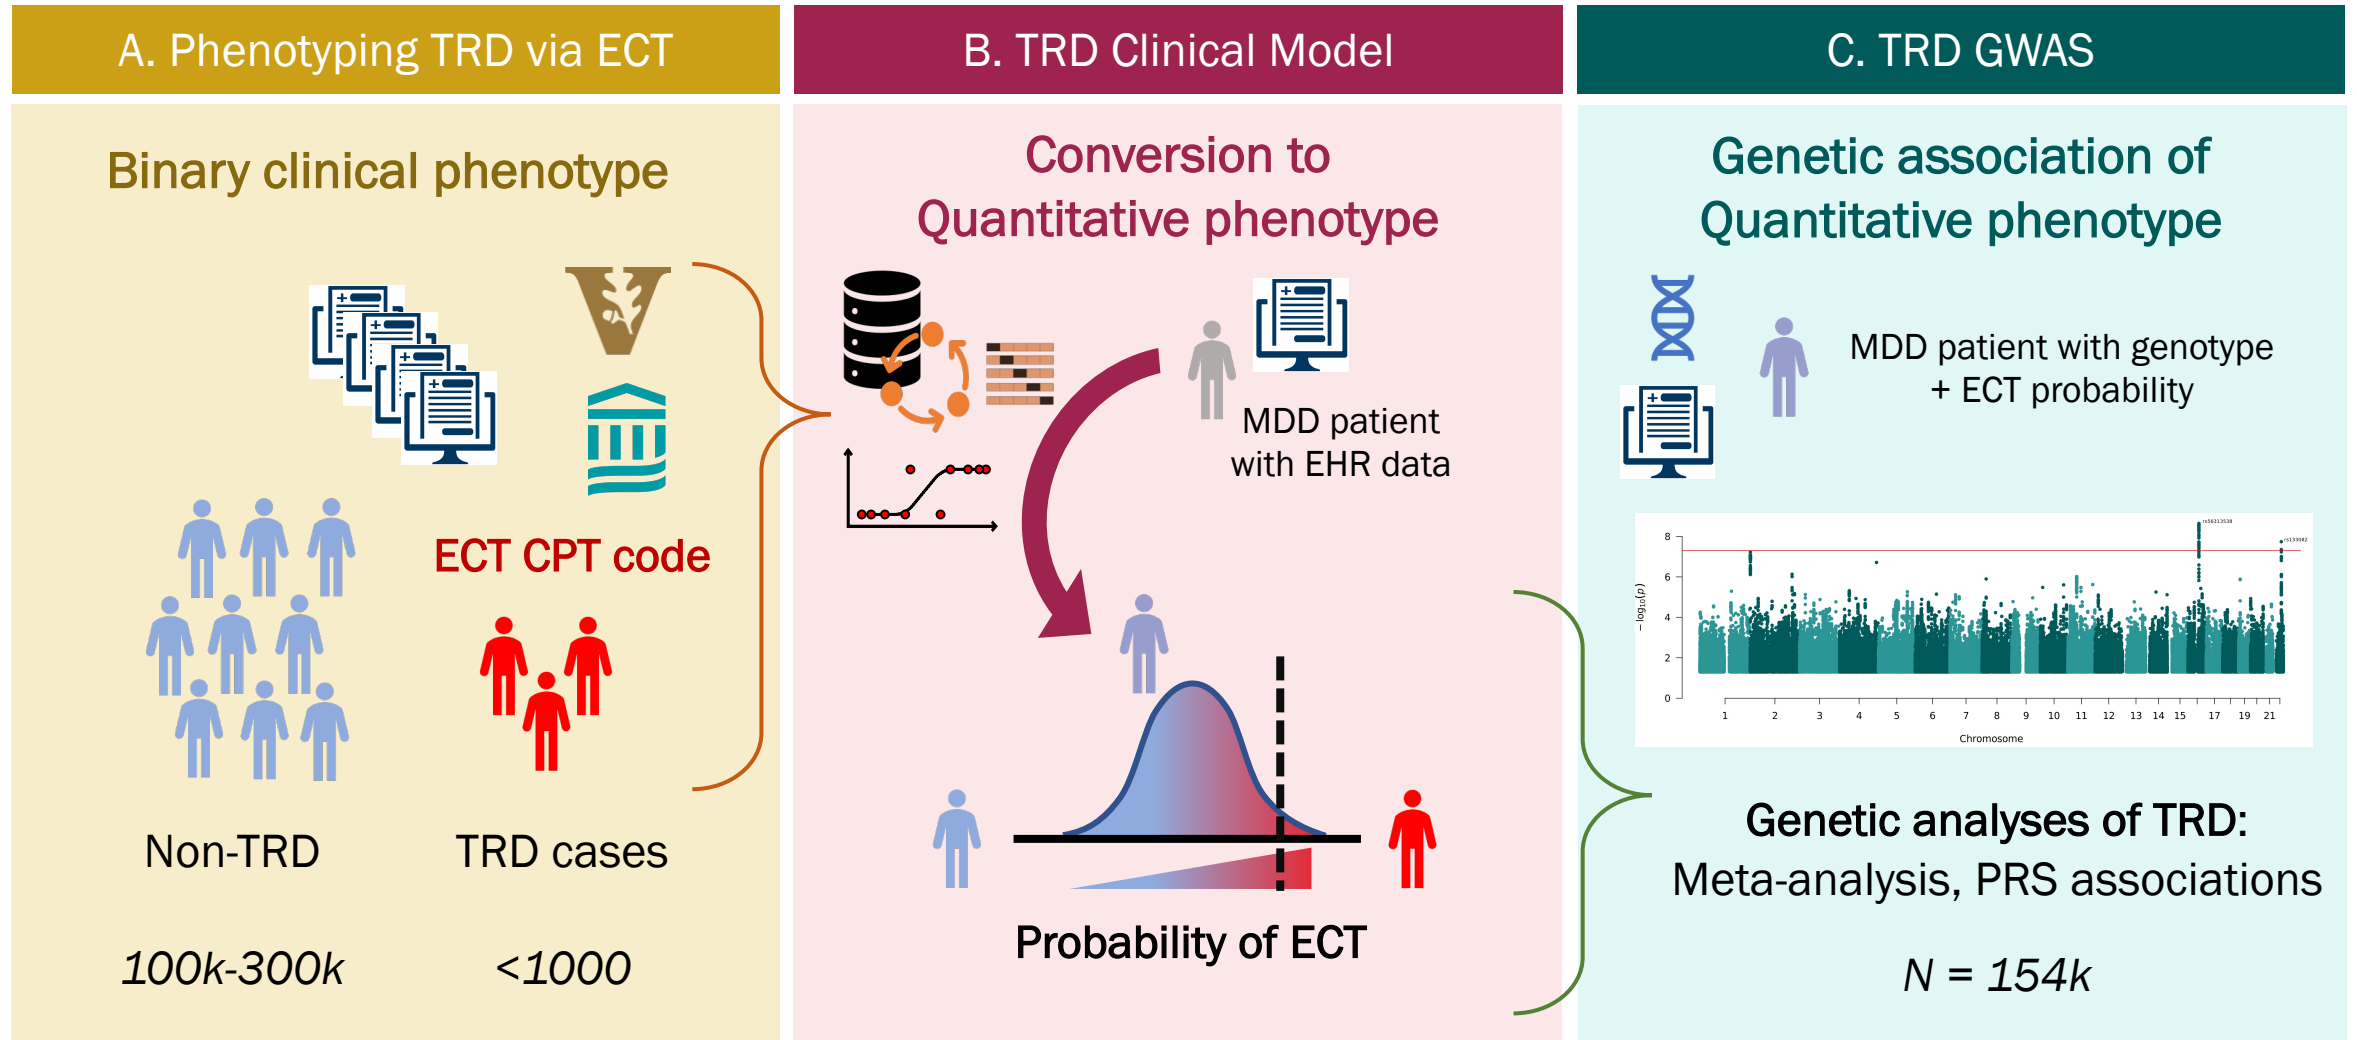 A. Phenotyping TRD via ECT
Binary clinical phenotype
ECT CPT code
Non-TRD
TRD cases
100k-300k
<1000
B. TRD Clinical Model
Conversion to
Quantitative phenotype
MDD patient
with EHR data
Probability of ECT
C. TRD GWAS
Genetic association of
Quantitative phenotype
MDD patient with genotype
+ ECT probability
rs56313538
rs133082
8
6
4
2
0
− log10(p)
1 2 3 4 5 6 7 8 9 10 11 12 13 14 15 17 19 21
Chromosome
Genetic analyses of TRD:
Meta-analysis, PRS associations
N = 154k